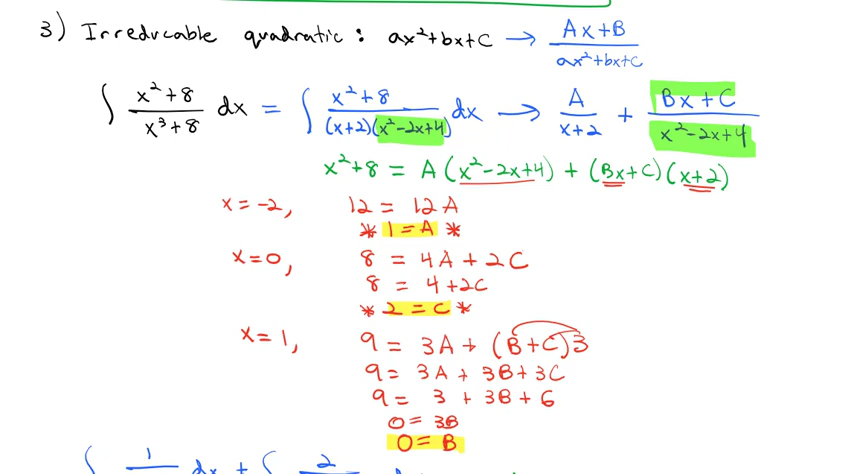 3) Irreducable quadratic: ax²+bx+c → Ax+B / ax²+bx+c
∫ x²+8 / x³+8 dx = ∫ x²+8 / (x+2)(x²-2x+4) dx → A / x+2 + Bx+C / x²-2x+4
x²+8 = A(x²-2x+4) + (Bx+C)(x+2)
x=-2, 12 = 12A
* 1=A *
x=0, 8 = 4A+2C
8 = 4+2C
* 2=C *
x=1, 9 = 3A+(B+C)3
9 = 3A + 3B+3C
9 = 3 + 3B+6
0=3B
0=B
∫ 1 dx + ∫ 2